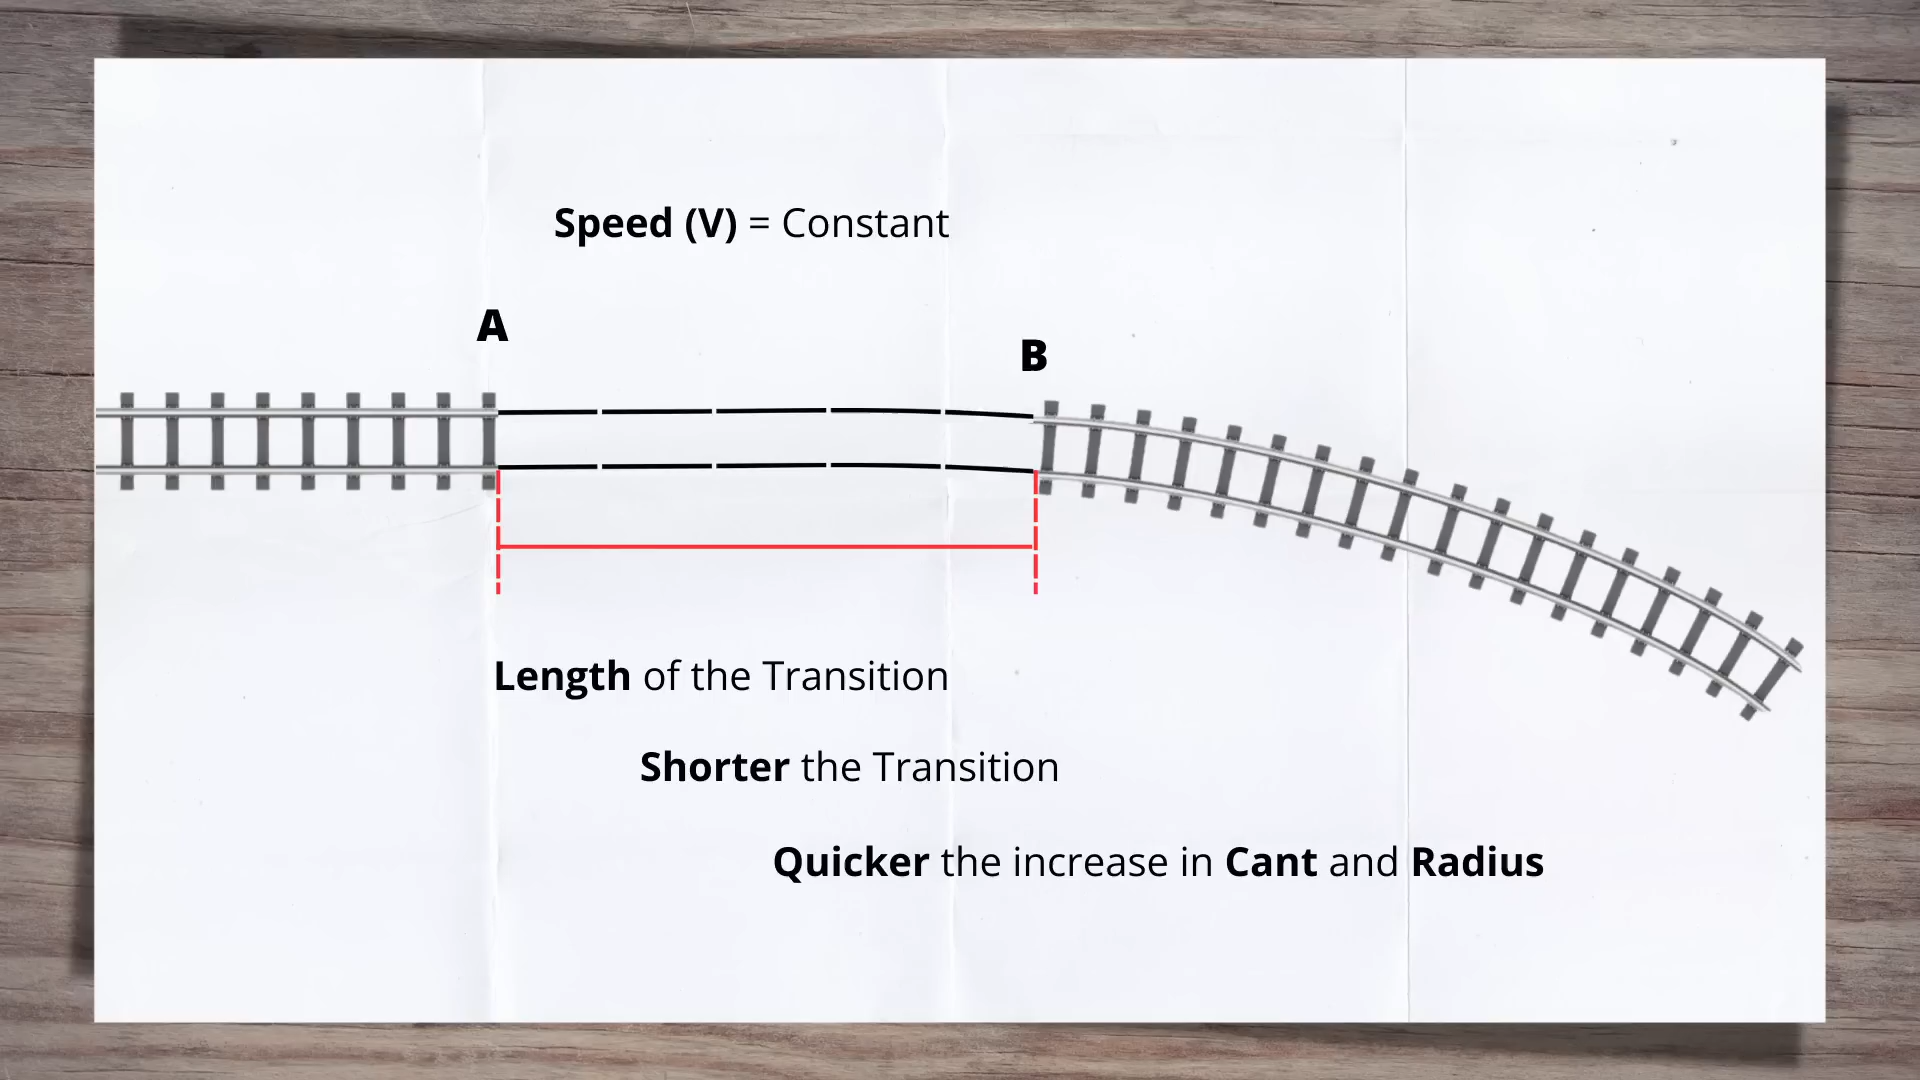 Speed (V) = Constant
A
B
Length of the Transition
Shorter the Transition
Quicker the increase in Cant and Radius